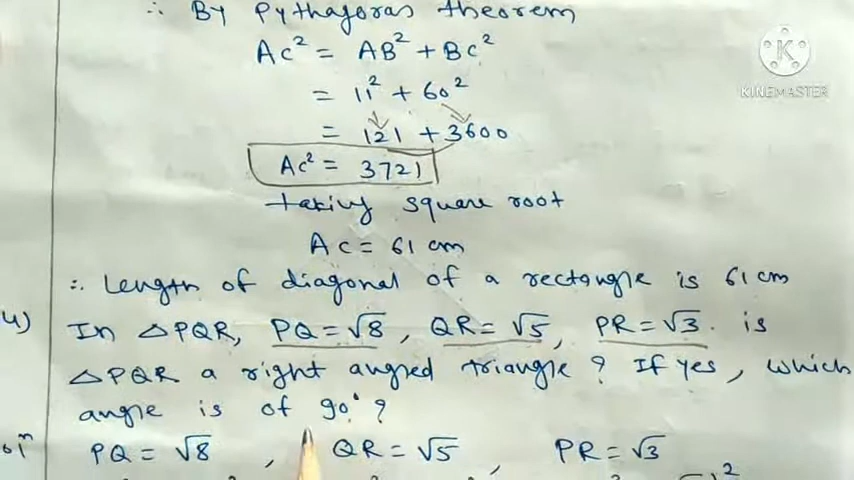 ∴ By Pythagoras theorem
AC² = AB² + BC²
= 11² + 60²
= 121 + 3600
AC² = 3721
taking square root
AC = 61 cm
∴ Length of diagonal of a rectangle is 61 cm
4) In △PQR, PQ = √8, QR = √5, PR = √3. is
△PQR a right angled triangle? If yes, which
angle is of 90°?
PQ = √8, QR = √5, PR = √3
KINEMASTER